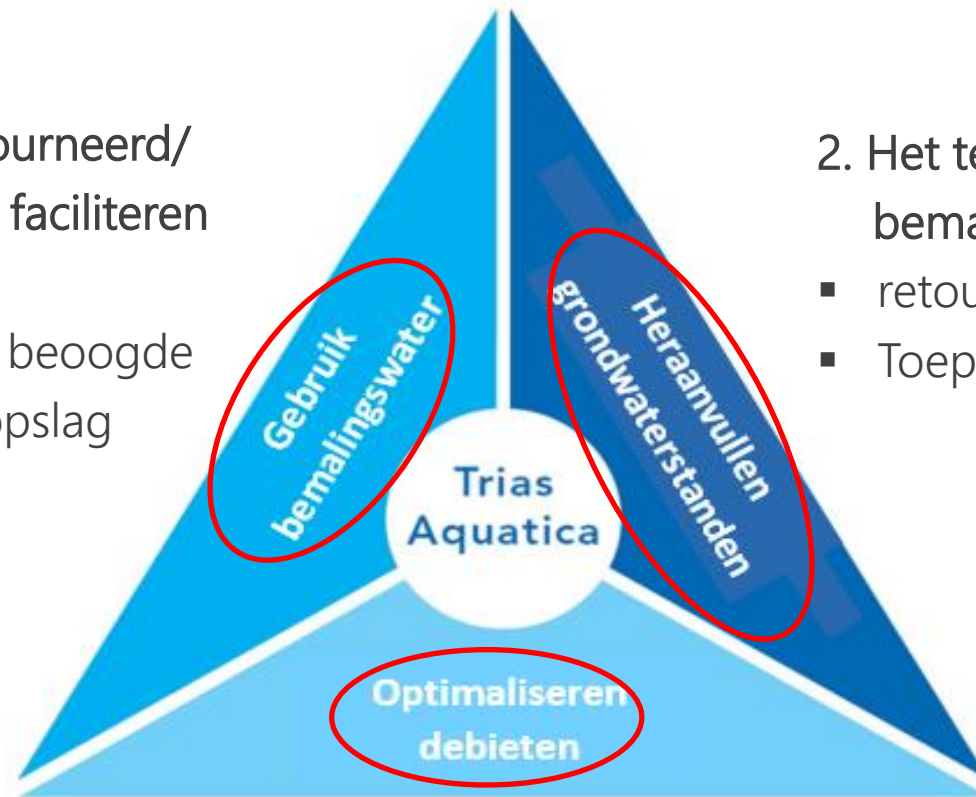 ourneerd/
faciliteren
beoogde
opslag
Gebruik
bemalingswater
Trias
Aquatica
Heraanvullen
grondwaterstanden
Optimaliseren
debieten
2. Het te
bema
retou
Toep